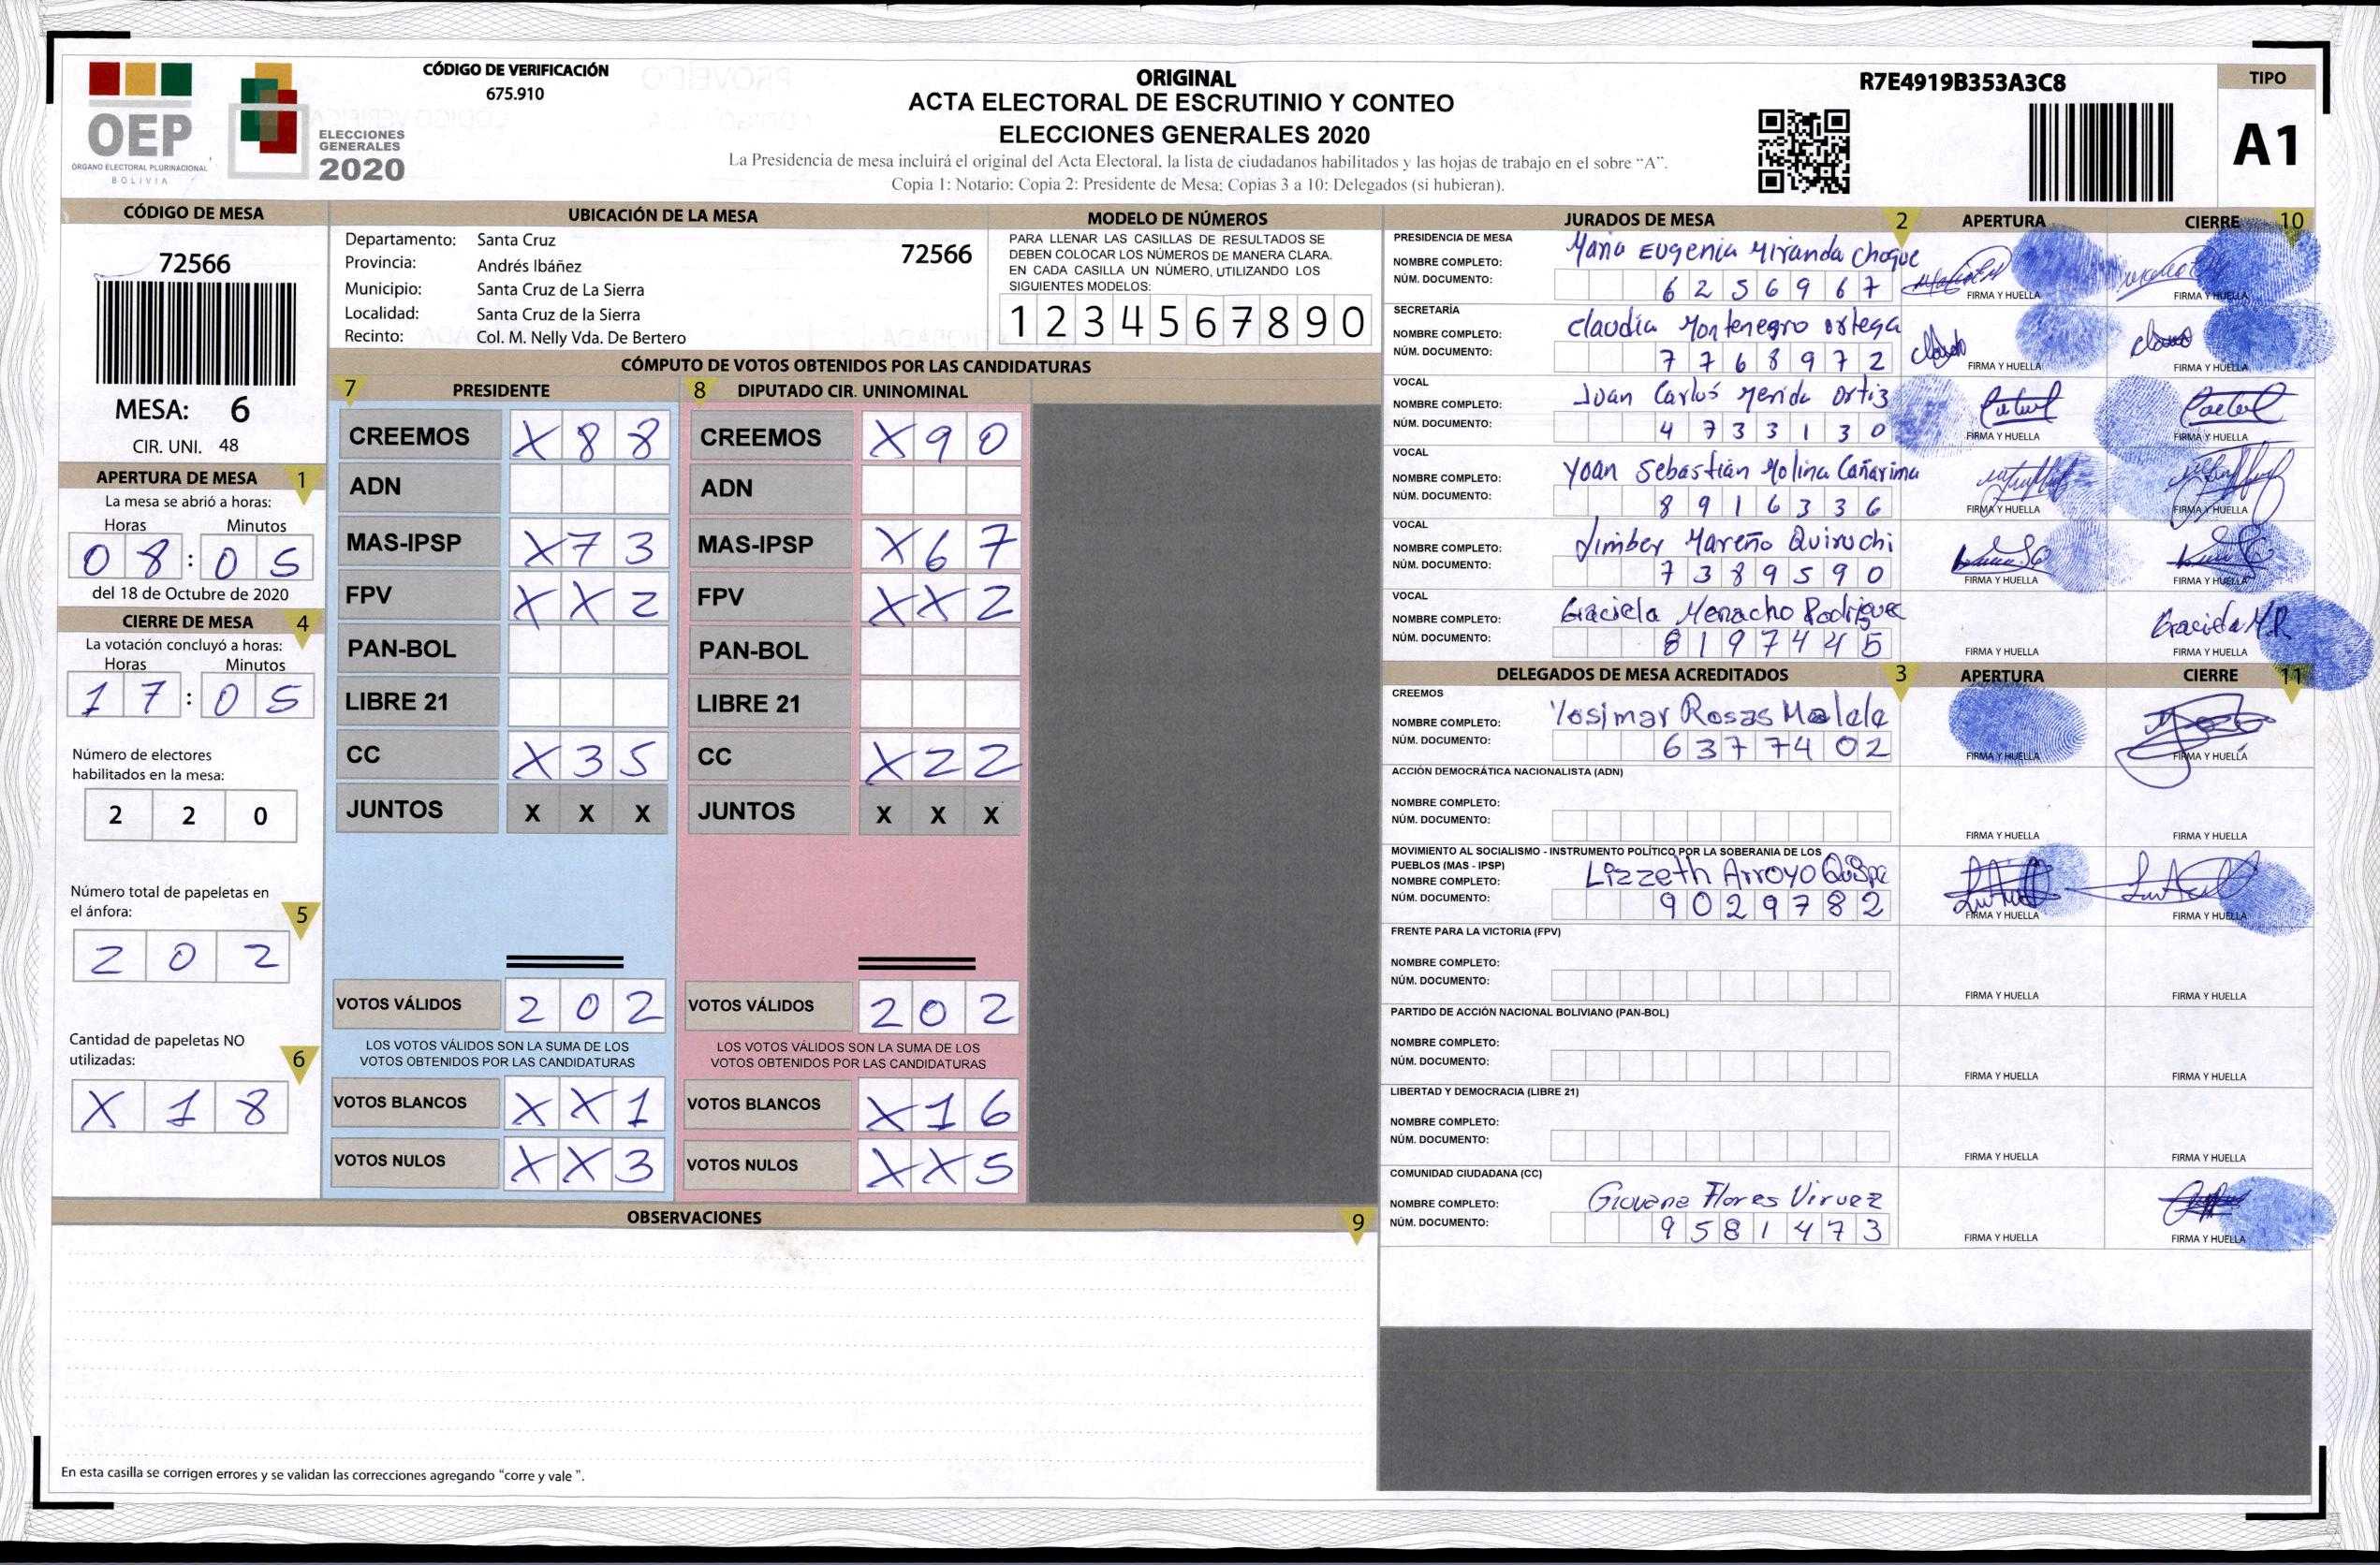 OEP
ÓRGANO ELECTORAL PLURINACIONAL
BOLIVIA
ELECCIONES
GENERALES
2020
CÓDIGO DE VERIFICACIÓN
675.910
ORIGINAL
ACTA ELECTORAL DE ESCRUTINIO Y CONTEO
ELECCIONES GENERALES 2020
La Presidencia de mesa incluirá el original del Acta Electoral, la lista de ciudadanos habilitados y las hojas de trabajo en el sobre “A”.
Copia 1: Notario; Copia 2: Presidente de Mesa; Copias 3 a 10: Delegados (si hubieran).
R7E4919B353A3C8
TIPO
A1
CÓDIGO DE MESA
72566
MESA: 6
CIR. UNI. 48
APERTURA DE MESA 1
La mesa se abrió a horas:
Horas Minutos
08:05
del 18 de Octubre de 2020
CIERRE DE MESA 4
La votación concluyó a horas:
Horas Minutos
17:05
Número de electores
habilitados en la mesa:
2 2 0
Número total de papeletas en
el ánfora: 5
2 0 2
Cantidad de papeletas NO
utilizadas: 6
X 1 8
UBICACIÓN DE LA MESA
Departamento: Santa Cruz 72566
Provincia: Andrés Ibáñez
Municipio: Santa Cruz de La Sierra
Localidad: Santa Cruz de la Sierra
Recinto: Col. M. Nelly Vda. De Bertero
MODELO DE NÚMEROS
PARA LLENAR LAS CASILLAS DE RESULTADOS SE
DEBEN COLOCAR LOS NÚMEROS DE MANERA CLARA.
EN CADA CASILLA UN NÚMERO, UTILIZANDO LOS
SIGUIENTES MODELOS:
1 2 3 4 5 6 7 8 9 0
CÓMPUTO DE VOTOS OBTENIDOS POR LAS CANDIDATURAS
7 PRESIDENTE
CREEMOS X 8 8
ADN
MAS-IPSP X 7 3
FPV X X 2
PAN-BOL
LIBRE 21
CC X 3 5
JUNTOS X X X
VOTOS VÁLIDOS 2 0 2
LOS VOTOS VÁLIDOS SON LA SUMA DE LOS
VOTOS OBTENIDOS POR LAS CANDIDATURAS
VOTOS BLANCOS X X 1
VOTOS NULOS X X 3
8 DIPUTADO CIR. UNINOMINAL
CREEMOS X 9 0
ADN
MAS-IPSP X 6 7
FPV X X 2
PAN-BOL
LIBRE 21
CC X 2 2
JUNTOS X X X
VOTOS VÁLIDOS 2 0 2
LOS VOTOS VÁLIDOS SON LA SUMA DE LOS
VOTOS OBTENIDOS POR LAS CANDIDATURAS
VOTOS BLANCOS X 1 6
VOTOS NULOS X X 5
OBSERVACIONES 9
En esta casilla se corrigen errores y se validan las correcciones agregando “corre y vale ”.
JURADOS DE MESA 2 APERTURA CIERRE 10
PRESIDENCIA DE MESA
NOMBRE COMPLETO: Maria Eugenia Miranda Choque
NÚM. DOCUMENTO: 6 2 5 6 9 6 7
FIRMA Y HUELLA FIRMA Y HUELLA
SECRETARÍA
NOMBRE COMPLETO: Claudia Montenegro Ortega
NÚM. DOCUMENTO: 7 7 6 8 9 7 2
FIRMA Y HUELLA FIRMA Y HUELLA
VOCAL
NOMBRE COMPLETO: Juan Carlos Merida Ortiz
NÚM. DOCUMENTO: 4 7 3 3 1 3 0
FIRMA Y HUELLA FIRMA Y HUELLA
VOCAL
NOMBRE COMPLETO: Yoan Sebastián Molina Cañarima
NÚM. DOCUMENTO: 8 9 1 6 3 3 6
FIRMA Y HUELLA FIRMA Y HUELLA
VOCAL
NOMBRE COMPLETO: Limber Mareño Quiruchi
NÚM. DOCUMENTO: 7 3 8 9 5 9 0
FIRMA Y HUELLA FIRMA Y HUELLA
VOCAL
NOMBRE COMPLETO: Graciela Menacho Rodriguez
NÚM. DOCUMENTO: 8 1 9 7 4 4 5
Graciela M.R.
FIRMA Y HUELLA FIRMA Y HUELLA
DELEGADOS DE MESA ACREDITADOS 3 APERTURA CIERRE 11
CREEMOS
NOMBRE COMPLETO: Yosimar Rosas Malale
NÚM. DOCUMENTO: 6 3 7 7 4 0 2
FIRMA Y HUELLA FIRMA Y HUELLA
ACCIÓN DEMOCRÁTICA NACIONALISTA (ADN)
NOMBRE COMPLETO:
NÚM. DOCUMENTO:
FIRMA Y HUELLA FIRMA Y HUELLA
MOVIMIENTO AL SOCIALISMO - INSTRUMENTO POLÍTICO POR LA SOBERANIA DE LOS
PUEBLOS (MAS - IPSP)
NOMBRE COMPLETO: Lizzeth Arroyo Quispe
NÚM. DOCUMENTO: 9 0 2 9 7 8 2
FIRMA Y HUELLA FIRMA Y HUELLA
FRENTE PARA LA VICTORIA (FPV)
NOMBRE COMPLETO:
NÚM. DOCUMENTO:
FIRMA Y HUELLA FIRMA Y HUELLA
PARTIDO DE ACCIÓN NACIONAL BOLIVIANO (PAN-BOL)
NOMBRE COMPLETO:
NÚM. DOCUMENTO:
FIRMA Y HUELLA FIRMA Y HUELLA
LIBERTAD Y DEMOCRACIA (LIBRE 21)
NOMBRE COMPLETO:
NÚM. DOCUMENTO:
FIRMA Y HUELLA FIRMA Y HUELLA
COMUNIDAD CIUDADANA (CC)
NOMBRE COMPLETO: Giovana Flores Viruez
NÚM. DOCUMENTO: 9 5 8 1 4 7 3
FIRMA Y HUELLA FIRMA Y HUELLA